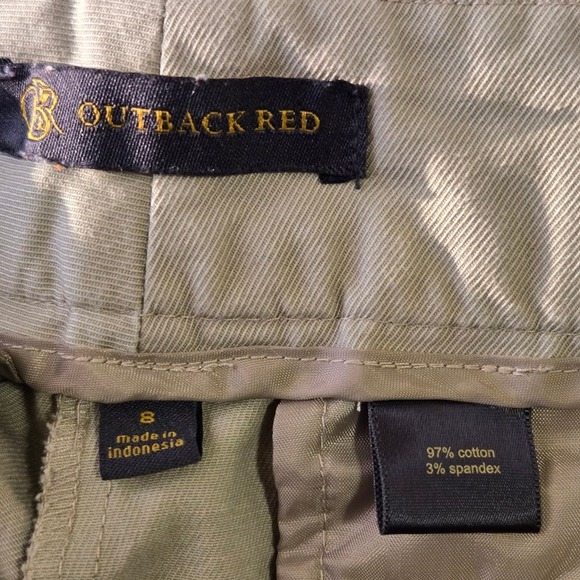 OUTBACK RED
8
made in
indonesia
97% cotton
3% spandex